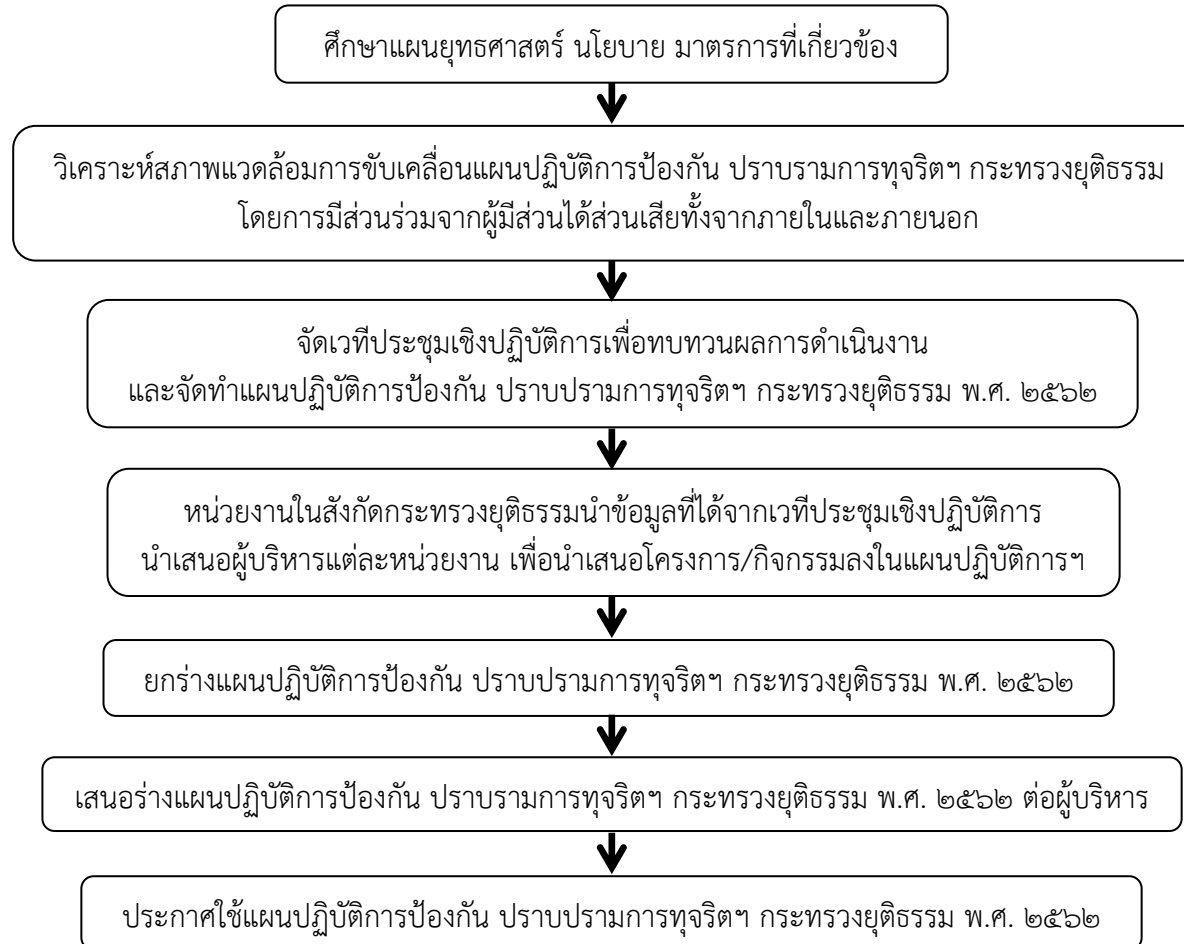 ศึกษาแผนยุทธศาสตร์ นโยบาย มาตรการที่เกี่ยวข้อง
วิเคราะห์สภาพแวดล้อมการขับเคลื่อนแผนปฏิบัติการป้องกัน ปราบรามการทุจริตฯ กระทรวงยุติธรรม
โดยการมีส่วนร่วมจากผู้มีส่วนได้ส่วนเสียทั้งจากภายในและภายนอก
จัดเวทีประชุมเชิงปฏิบัติการเพื่อทบทวนผลการดำเนินงาน
และจัดทำแผนปฏิบัติการป้องกัน ปราบปรามการทุจริตฯ กระทรวงยุติธรรม พ.ศ. ๒๕๖๒
หน่วยงานในสังกัดกระทรวงยุติธรรมนำข้อมูลที่ได้จากเวทีประชุมเชิงปฏิบัติการ
นำเสนอผู้บริหารแต่ละหน่วยงาน เพื่อนำเสนอโครงการ/กิจกรรมลงในแผนปฏิบัติการฯ
ยกร่างแผนปฏิบัติการป้องกัน ปราบปรามการทุจริตฯ กระทรวงยุติธรรม พ.ศ. ๒๕๖๒
เสนอร่างแผนปฏิบัติการป้องกัน ปราบรามการทุจริตฯ กระทรวงยุติธรรม พ.ศ. ๒๕๖๒ ต่อผู้บริหาร
ประกาศใช้แผนปฏิบัติการป้องกัน ปราบปรามการทุจริตฯ กระทรวงยุติธรรม พ.ศ. ๒๕๖๒